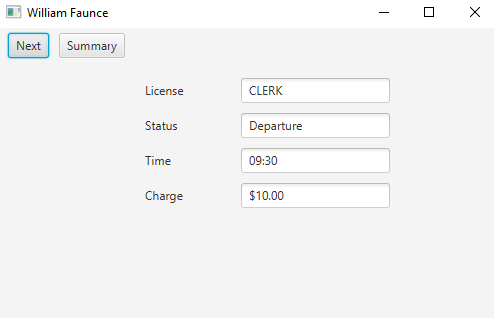 William Faunce
Next Summary
License CLERK
Status Departure
Time 09:30
Charge $10.00